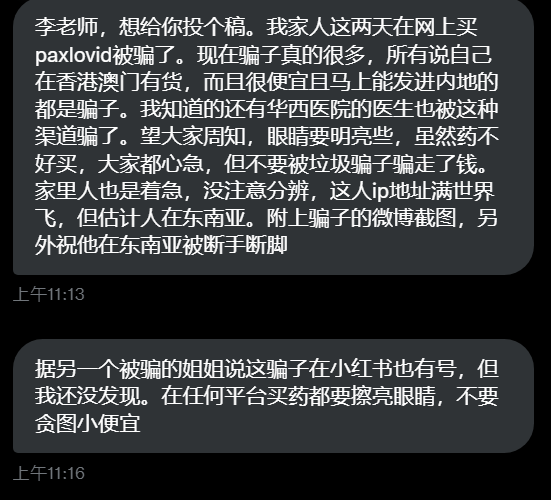 李老师，想给你投个稿。我家人这两天在网上买
paxlovid被骗了。现在骗子真的很多，所有说自己
在香港澳门有货，而且很便宜且马上能发进内地的
都是骗子。我知道的还有华西医院的医生也被这种
渠道骗了。望大家周知，眼睛要明亮些，虽然药不
好买，大家都心急，但不要被垃圾骗子骗走了钱。
家里人也是着急，没注意分辨，这人ip地址满世界
飞，但估计人在东南亚。附上骗子的微博截图，另
外祝他在东南亚被断手断脚
上午11:13
据另一个被骗的姐姐说这骗子在小红书也有号，但
我还没发现。在任何平台买药都要擦亮眼睛，不要
贪图小便宜
上午11:16